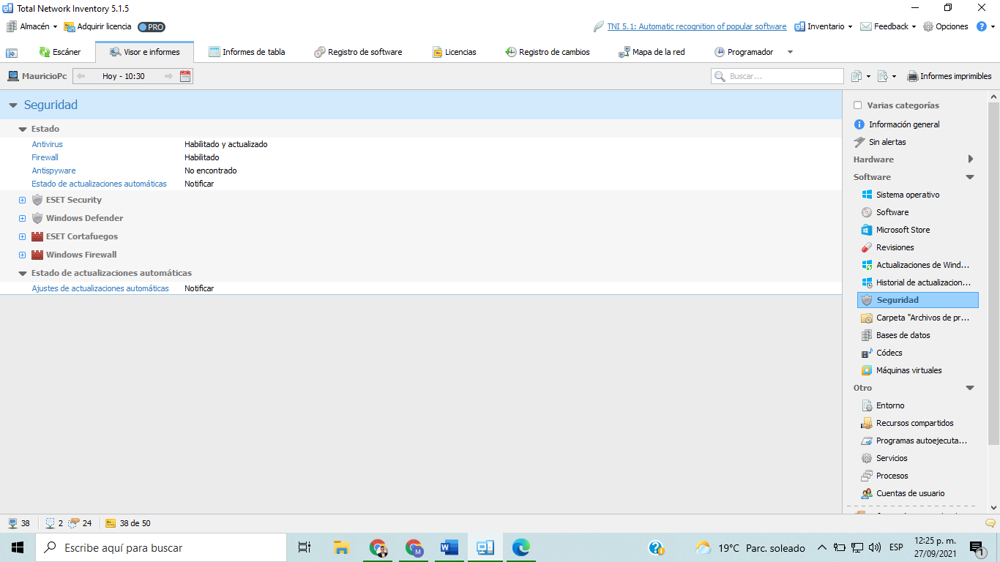 Total Network Inventory 5.1.5
Almacén Adquirir licencia PRO TNI 5.1: Automatic recognition of popular software Inventario Feedback Opciones ?
Escáner Visor e informes Informes de tabla Registro de software Licencias Registro de cambios Mapa de la red Programador
MauricioPc Hoy - 10:30 Buscar... Informes imprimibles
Seguridad
Estado
Antivirus Habilitado y actualizado
Firewall Habilitado
Antispyware No encontrado
Estado de actualizaciones automáticas Notificar
ESET Security
Windows Defender
ESET Cortafuegos
Windows Firewall
Estado de actualizaciones automáticas
Ajustes de actualizaciones automáticas Notificar
Varias categorías
Información general
Sin alertas
Hardware
Software
Sistema operativo
Software
Microsoft Store
Revisiones
Actualizaciones de Wind...
Historial de actualizacion...
Seguridad
Carpeta "Archivos de pr...
Bases de datos
Códecs
Máquinas virtuales
Otro
Entorno
Recursos compartidos
Programas autoejecuta...
Servicios
Procesos
Cuentas de usuario
38 2 24 38 de 50
Escribe aquí para buscar 19°C Parc. soleado ESP 12:25 p. m.
27/09/2021 1